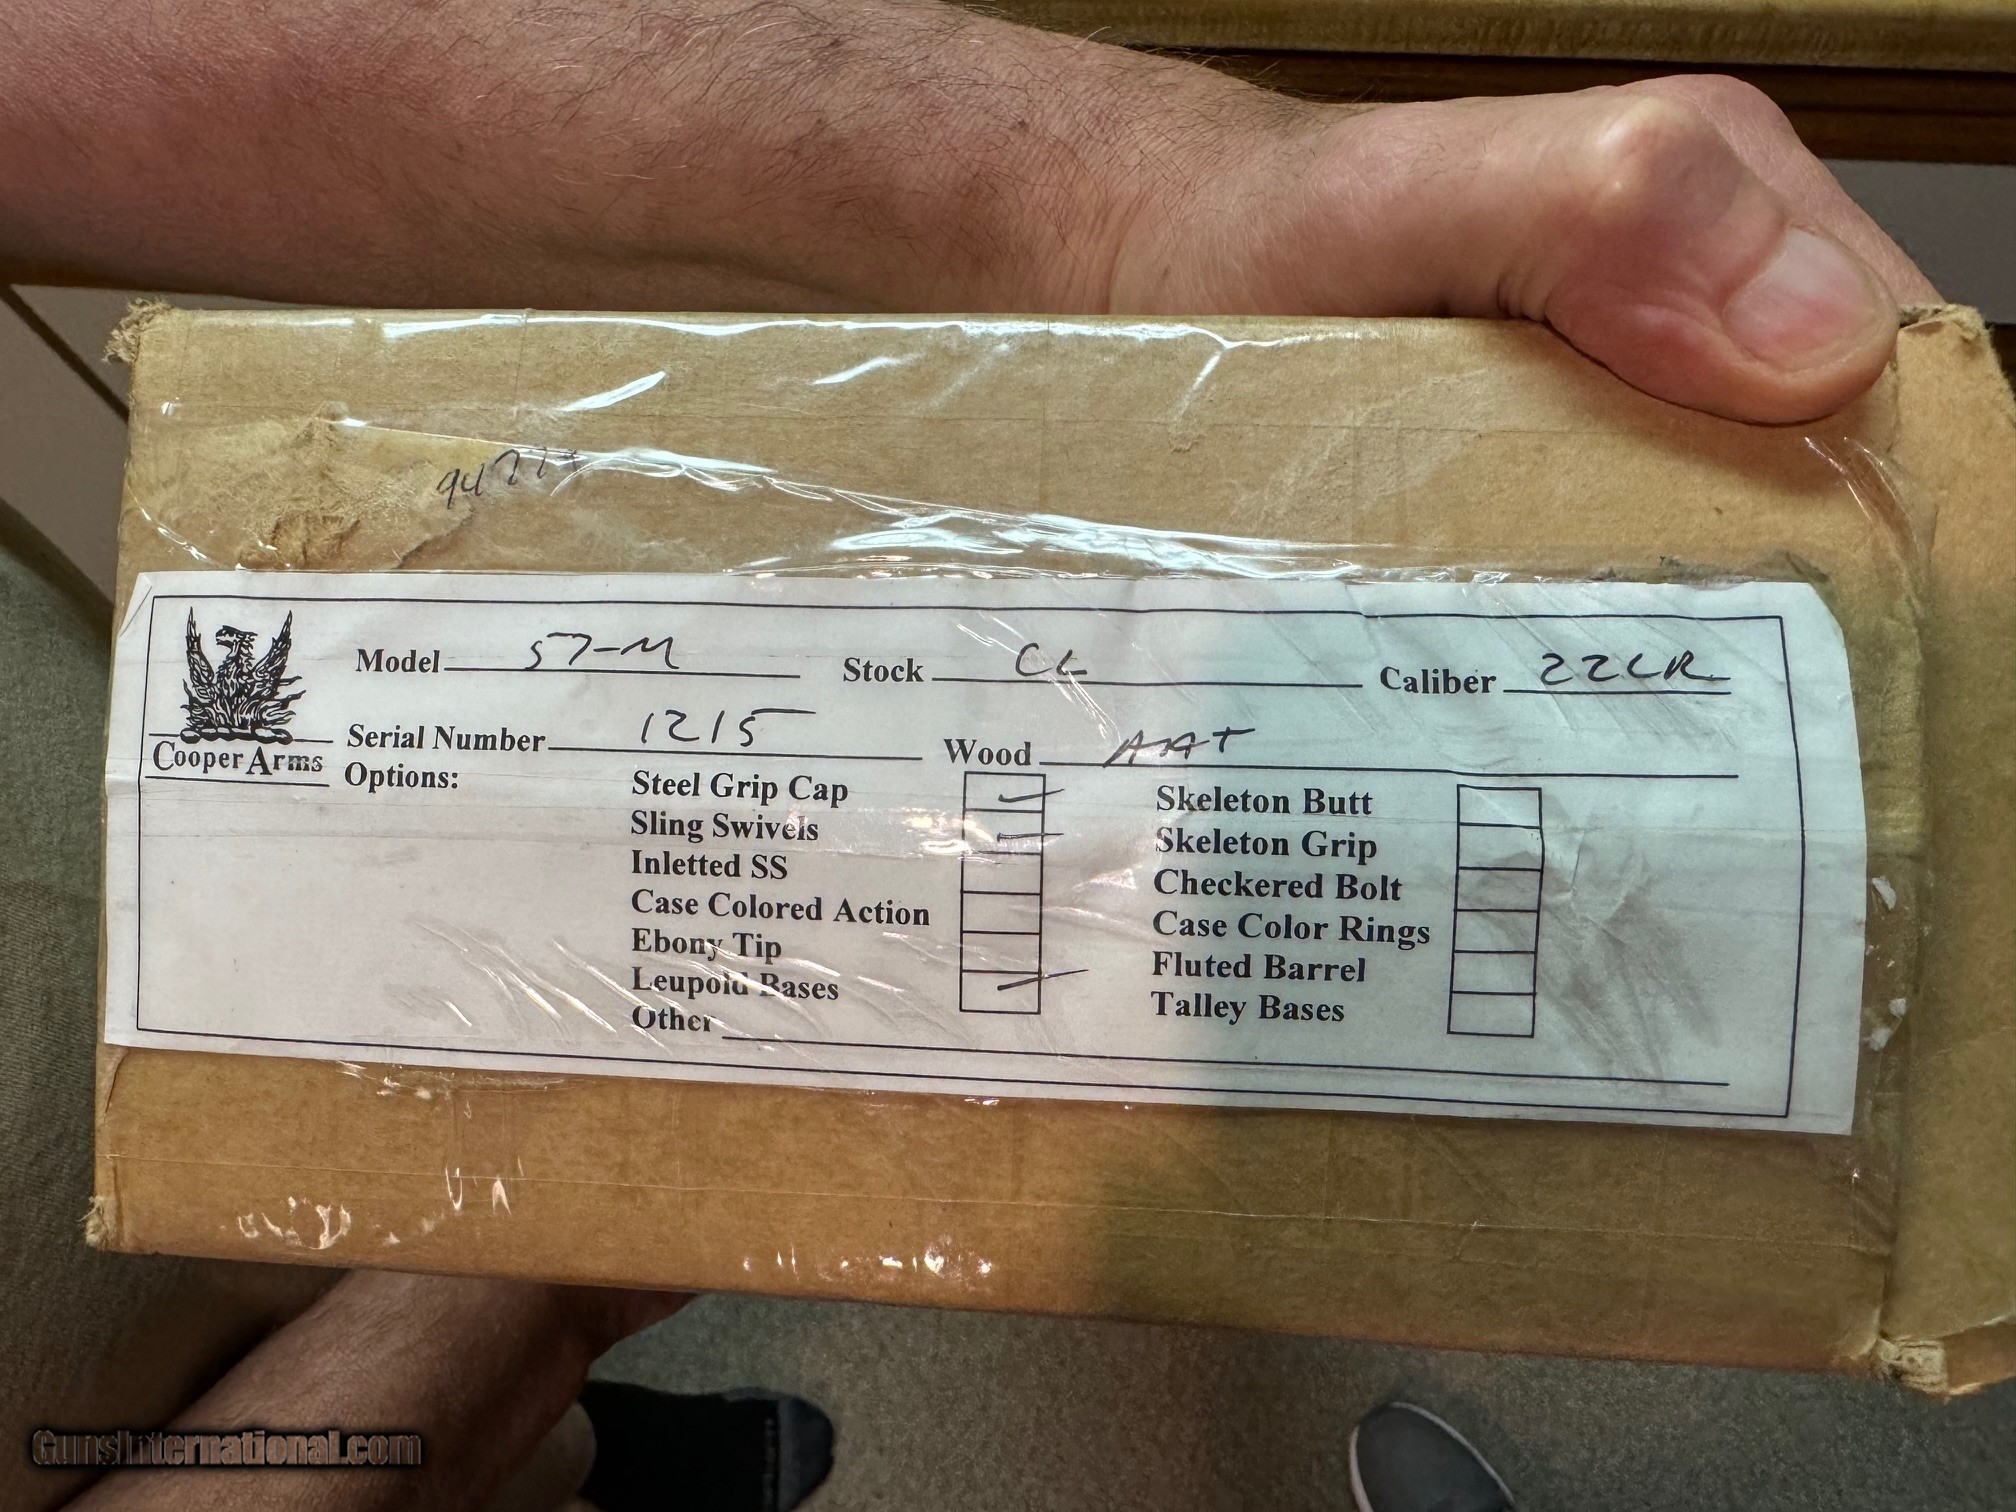 Model 57-M Stock CL Caliber 22LR
Serial Number 1215 Wood AAT
Cooper Arms
Options:
Steel Grip Cap Skeleton Butt
Sling Swivels Skeleton Grip
Inletted SS Checkered Bolt
Case Colored Action Case Color Rings
Ebony Tip Fluted Barrel
Leupold Bases Talley Bases
Other
GunsInternational.com